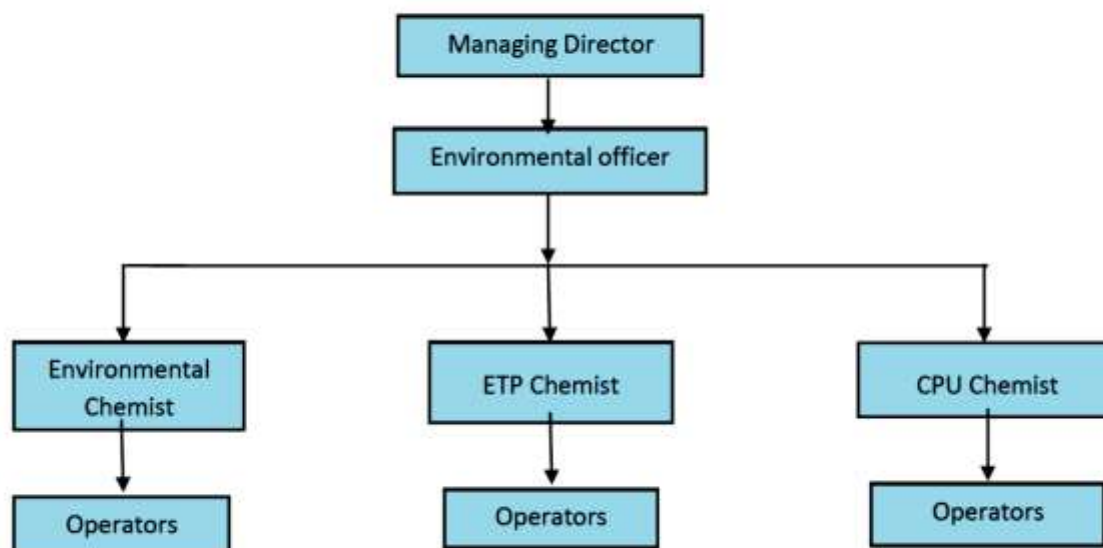 Managing Director
Environmental officer
Environmental
Chemist
ETP Chemist
CPU Chemist
Operators
Operators
Operators